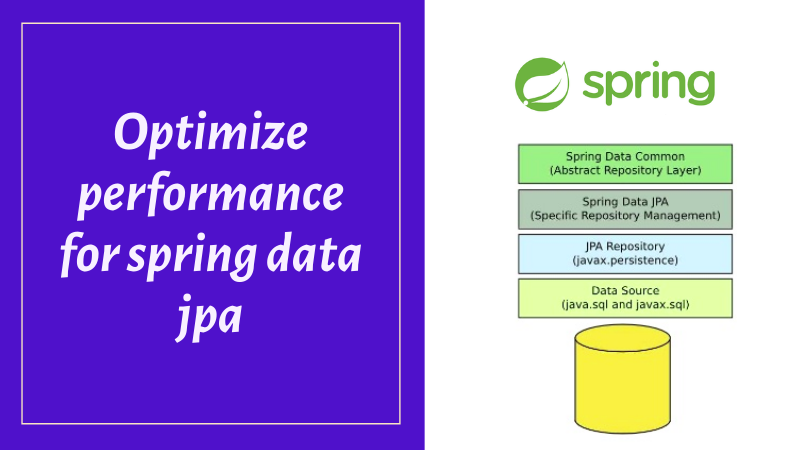 Optimize
performance
for spring data
jpa
spring
Spring Data Common
(Abstract Repository Layer)
Spring Data JPA
(Specific Repository Management)
JPA Repository
(javax.persistence)
Data Source
(java.sql and javax.sql)